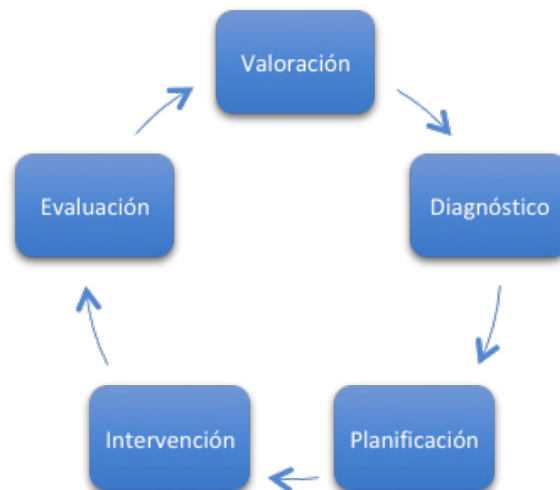 Valoración
Diagnóstico
Planificación
Intervención
Evaluación